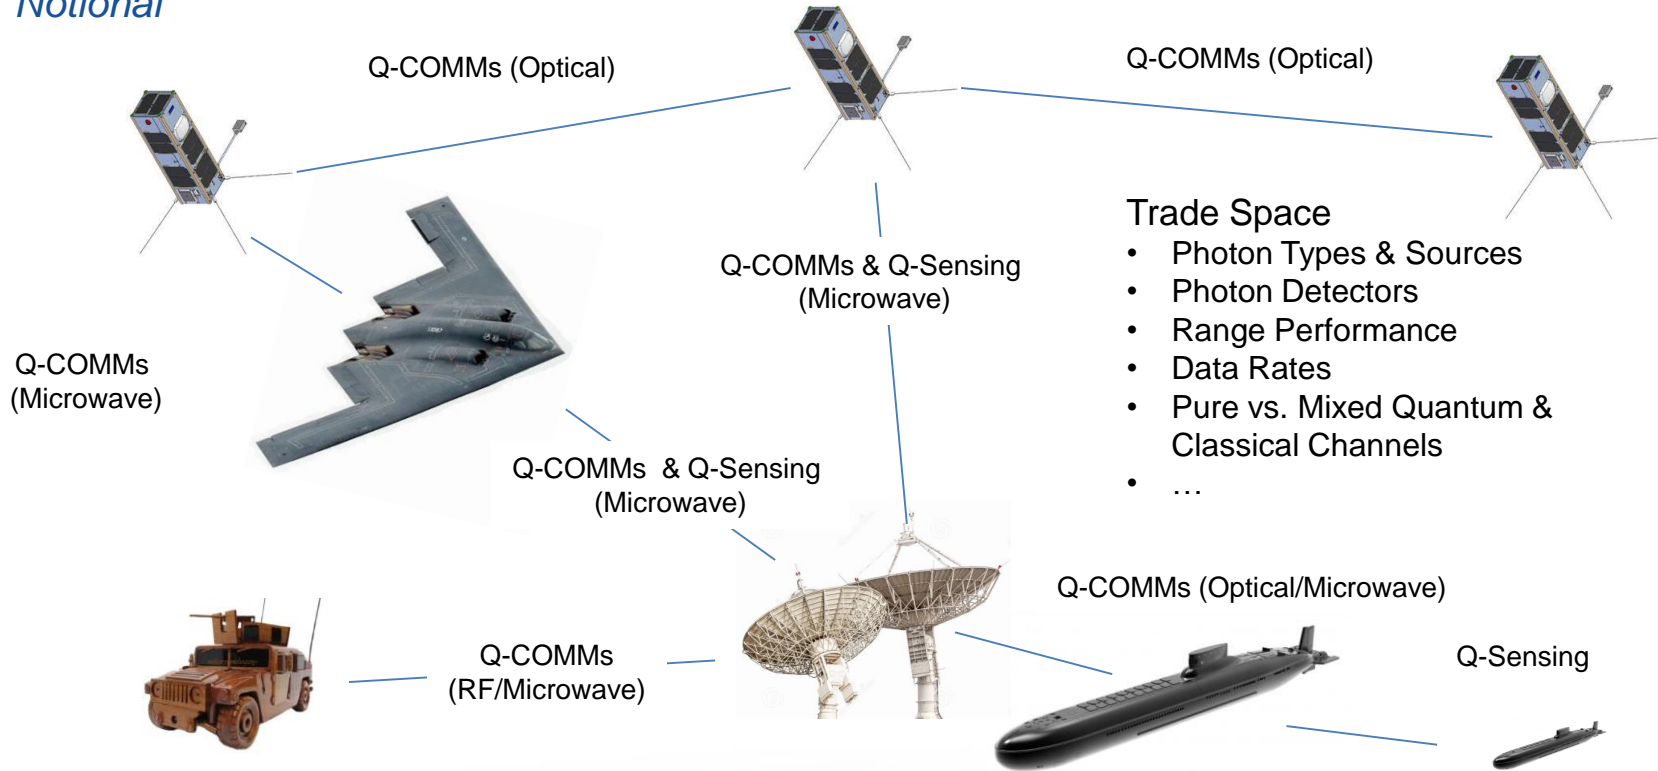 Notional
Q-COMMs (Optical)
Q-COMMs (Optical)
Q-COMMs & Q-Sensing
(Microwave)
Trade Space
• Photon Types & Sources
• Photon Detectors
• Range Performance
• Data Rates
• Pure vs. Mixed Quantum &
Classical Channels
• …
Q-COMMs
(Microwave)
Q-COMMs & Q-Sensing
(Microwave)
Q-COMMs (Optical/Microwave)
Q-COMMs
(RF/Microwave)
Q-Sensing